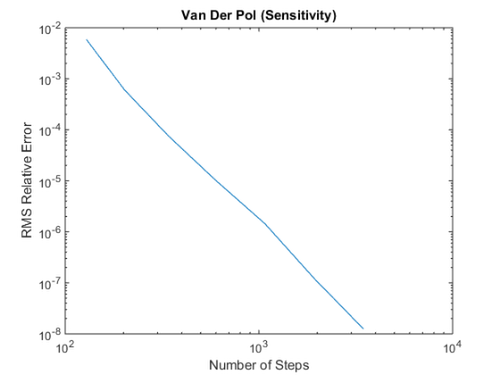 Van Der Pol (Sensitivity)
RMS Relative Error
10^-2
10^-3
10^-4
10^-5
10^-6
10^-7
10^-8
10^2 10^3 10^4
Number of Steps